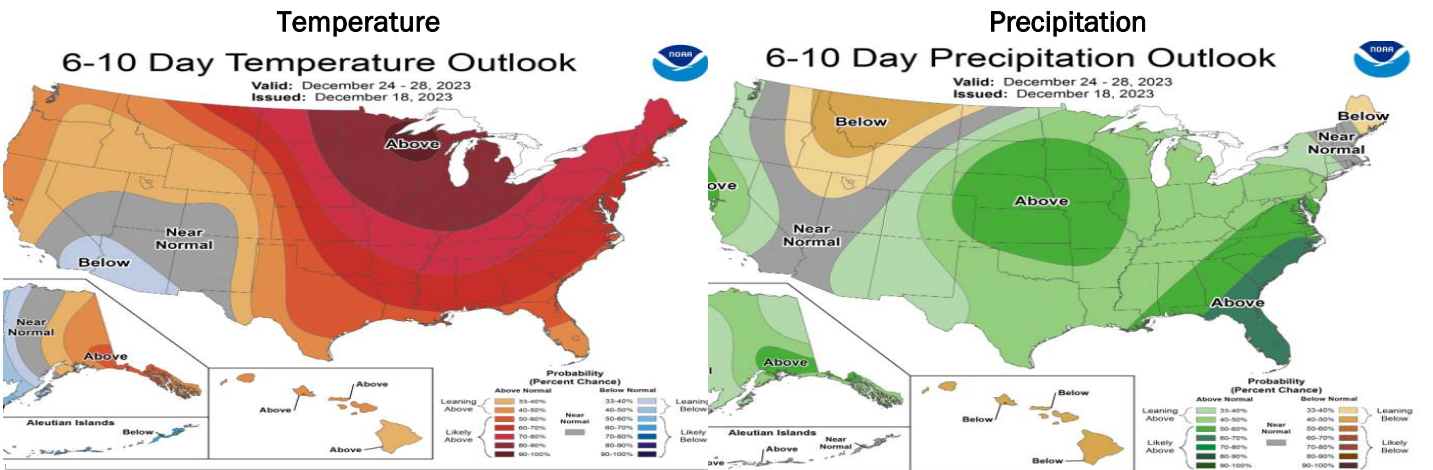 Temperature
6-10 Day Temperature Outlook
NOAA
Valid: December 24 - 28, 2023
Issued: December 18, 2023
Above
Near
Normal
Below
Near
Normal
Above
Aleutian Islands
Below
Above
Above
Above
Probability
(Percent Chance)
Above Normal
Below Normal
Leaning
Above
Likely
Above
33-40%
40-50%
50-60%
60-70%
70-80%
80-90%
90-100%
Near
Normal
33-40%
40-50%
50-60%
60-70%
70-80%
80-90%
90-100%
Leaning
Below
Likely
Below
Precipitation
6-10 Day Precipitation Outlook
NOAA
Valid: December 24 - 28, 2023
Issued: December 18, 2023
Below
Below
Near
Normal
ove
Above
Near
Normal
Above
Above
Aleutian Islands
Near
Normal
ove
Below
Below
Below
Probability
(Percent Chance)
Above Normal
Below Normal
Leaning
Above
Likely
Above
33-40%
40-50%
50-60%
60-70%
70-80%
80-90%
90-100%
Near
Normal
33-40%
40-50%
50-60%
60-70%
70-80%
80-90%
90-100%
Leaning
Below
Likely
Below